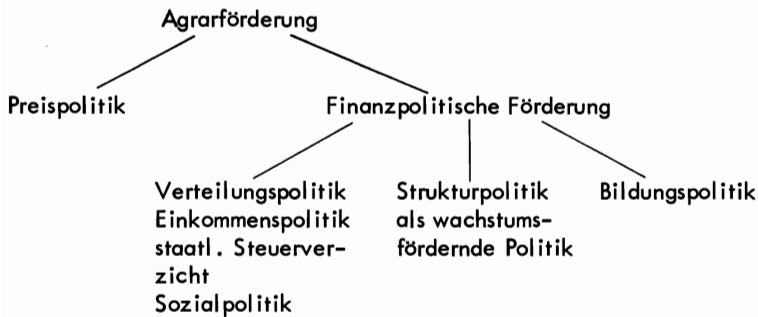 Agrarförderung
Preispolitik
Finanzpolitische Förderung
Verteilungspolitik
Einkommenspolitik
staatl. Steuerver-
zicht
Sozialpolitik
Strukturpolitik
als wachstums-
fördernde Politik
Bildungspolitik